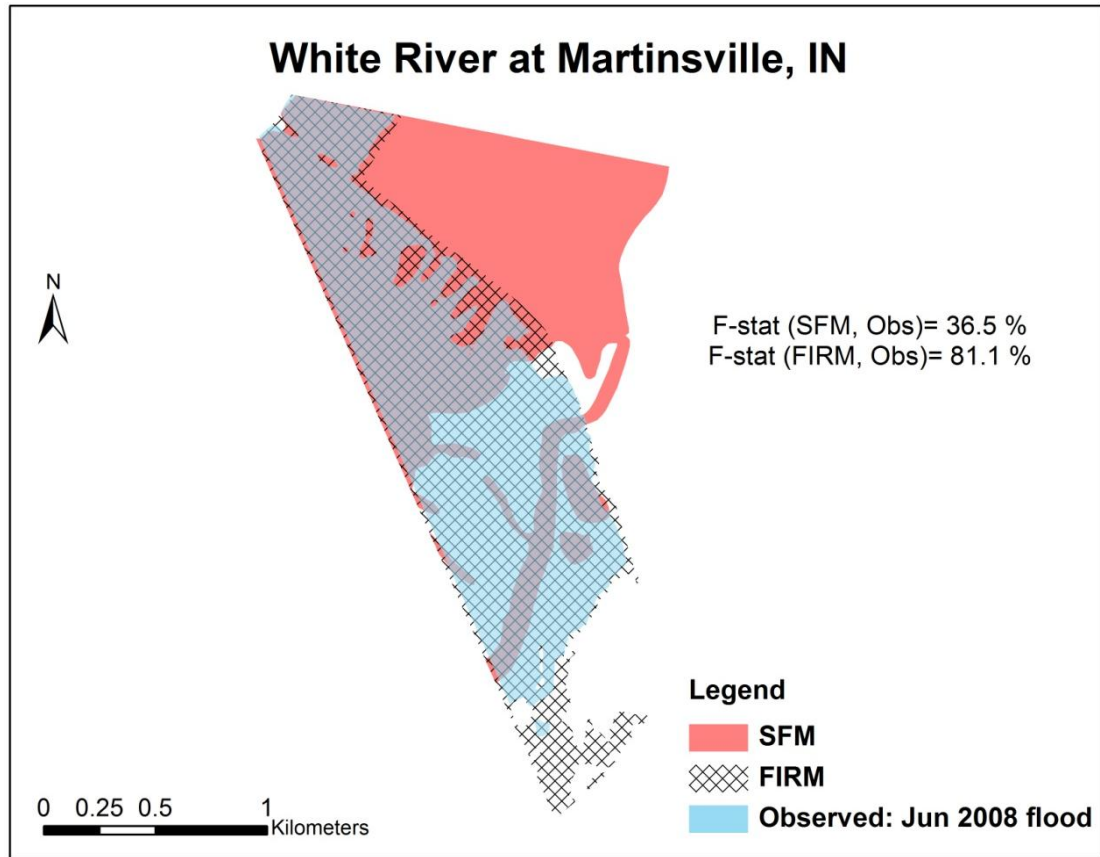 White River at Martinsville, IN
N
F-stat (SFM, Obs)= 36.5 %
F-stat (FIRM, Obs)= 81.1 %
Legend
SFM
FIRM
Observed: Jun 2008 flood
0 0.25 0.5 1
Kilometers